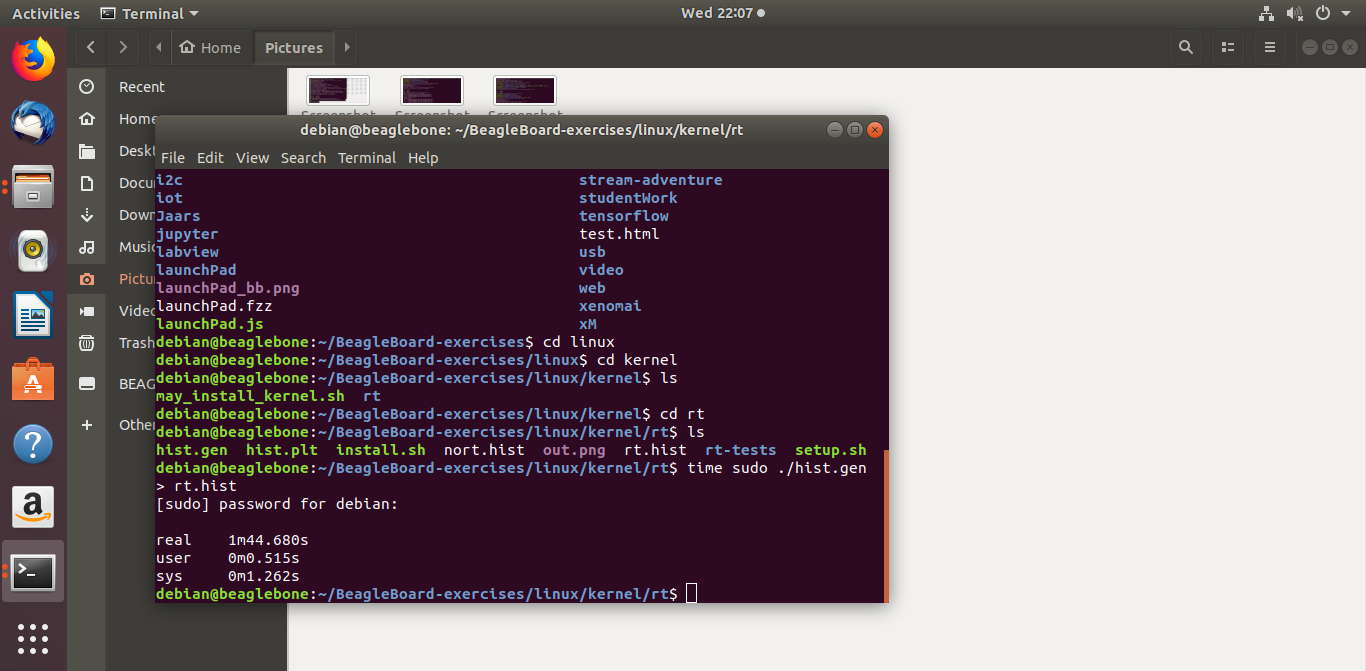 Activities Terminal Wed 22:07
Home Pictures
Recent
Home
Deskt
Docu
Down
Music
Pictu
Video
Trash
BEAG
Other
Screenshot Screenshot Screenshot
debian@beaglebone: ~/BeagleBoard-exercises/linux/kernel/rt
File Edit View Search Terminal Help
i2c stream-adventure
iot studentWork
Jaars tensorflow
jupyter test.html
labview usb
launchPad video
launchPad_bb.png web
launchPad.fzz xenomai
launchPad.js xM
debian@beaglebone:~/BeagleBoard-exercises$ cd linux
debian@beaglebone:~/BeagleBoard-exercises/linux$ cd kernel
debian@beaglebone:~/BeagleBoard-exercises/linux/kernel$ ls
may_install_kernel.sh rt
debian@beaglebone:~/BeagleBoard-exercises/linux/kernel$ cd rt
debian@beaglebone:~/BeagleBoard-exercises/linux/kernel/rt$ ls
hist.gen hist.plt install.sh nort.hist out.png rt.hist rt-tests setup.sh
debian@beaglebone:~/BeagleBoard-exercises/linux/kernel/rt$ time sudo ./hist.gen
> rt.hist
[sudo] password for debian:
real 1m44.680s
user 0m0.515s
sys 0m1.262s
debian@beaglebone:~/BeagleBoard-exercises/linux/kernel/rt$